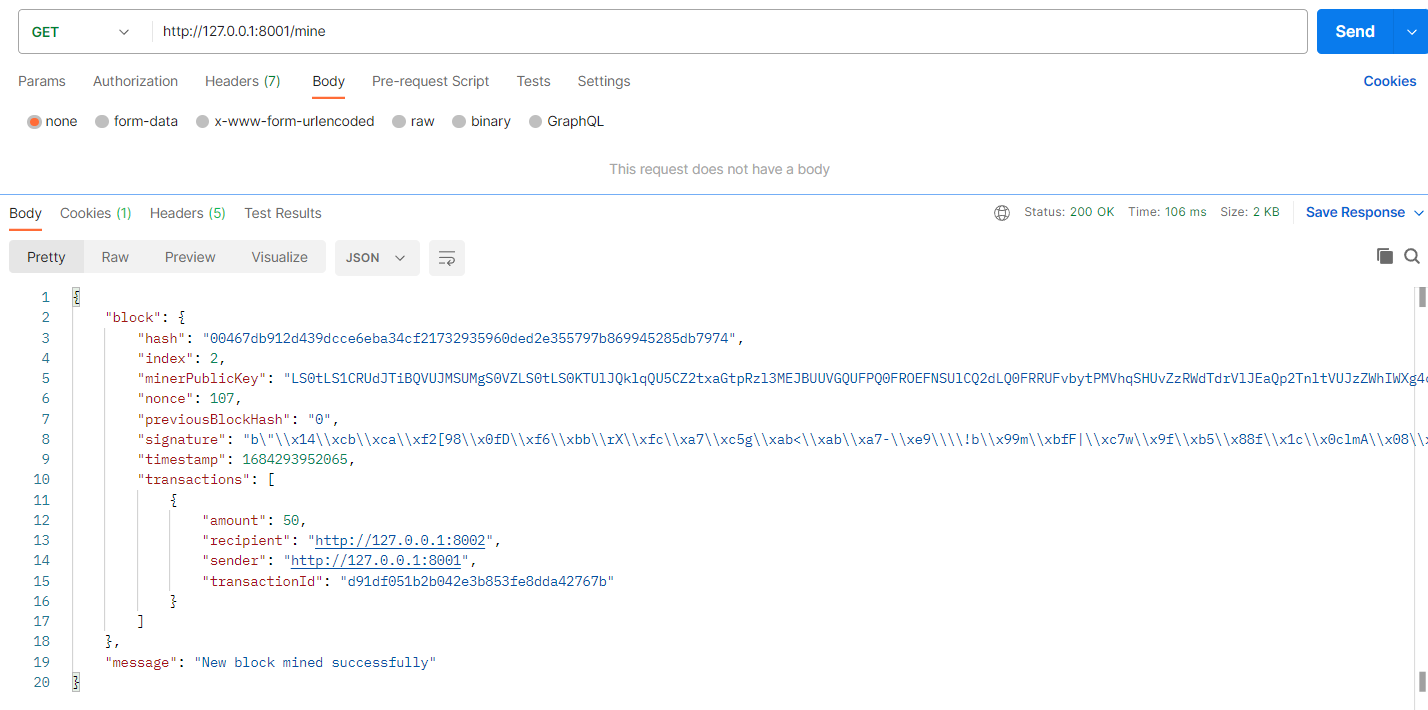 GET http://127.0.0.1:8001/mine Send
Params Authorization Headers (7) Body Pre-request Script Tests Settings Cookies
none form-data x-www-form-urlencoded raw binary GraphQL
This request does not have a body
Body Cookies (1) Headers (5) Test Results Status: 200 OK Time: 106 ms Size: 2 KB Save Response
Pretty Raw Preview Visualize JSON
1 {
2 "block": {
3 "hash": "00467db912d439dcce6eba34cf21732935960ded2e355797b869945285db7974",
4 "index": 2,
5 "minerPublicKey":
6 "nonce": 107,
7 "previousBlockHash": "0",
8 "signature": "b\"\\x14\\xcb\\xca\\xf2[98\\x0fD\\xf6\\xbb\\rX\\xfc\\xa7\\xc5g\\xab<\\xab\\xa7-\\xe9\\\\!b\\x99m\\xbfF|\\xc7w\\x9f\\xb5\\x88f\\x1c\\x0clmA\\x08\\x
9 "timestamp": 1684293952065,
10 "transactions": [
11 {
12 "amount": 50,
13 "recipient": "http://127.0.0.1:8002",
14 "sender": "http://127.0.0.1:8001",
15 "transactionId": "d91df051b2b042e3b853fe8dda42767b"
16 }
17 ]
18 },
19 "message": "New block mined successfully"
20 }